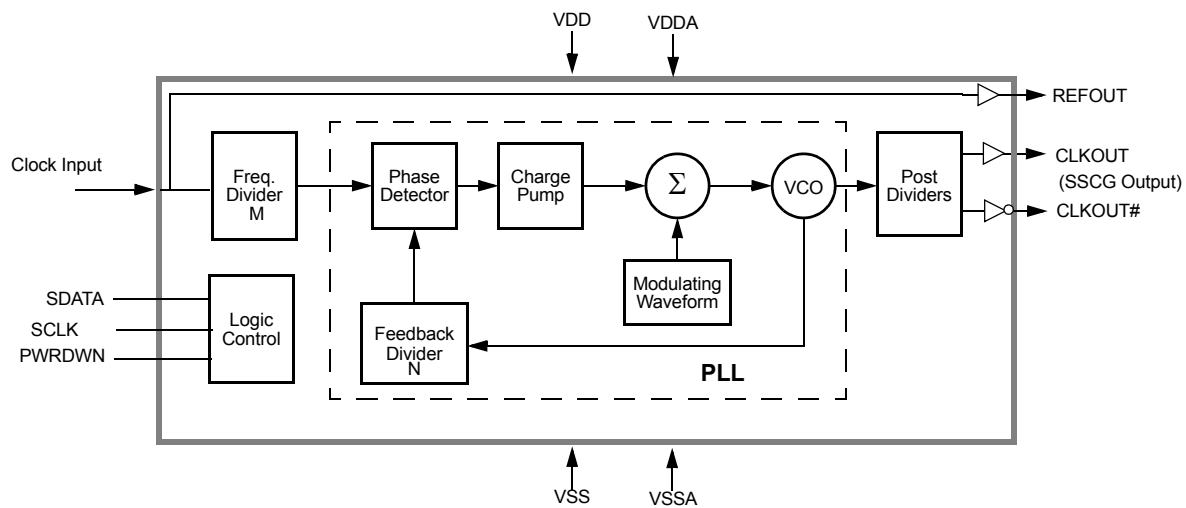 VDD
VDDA
REFOUT
Clock Input
Freq.
Divider
M
Phase
Detector
Charge
Pump
Σ
VCO
Post
Dividers
CLKOUT
(SSCG Output)
CLKOUT#
Modulating
Waveform
SDATA
SCLK
PWRDWN
Logic
Control
Feedback
Divider
N
PLL
VSS
VSSA